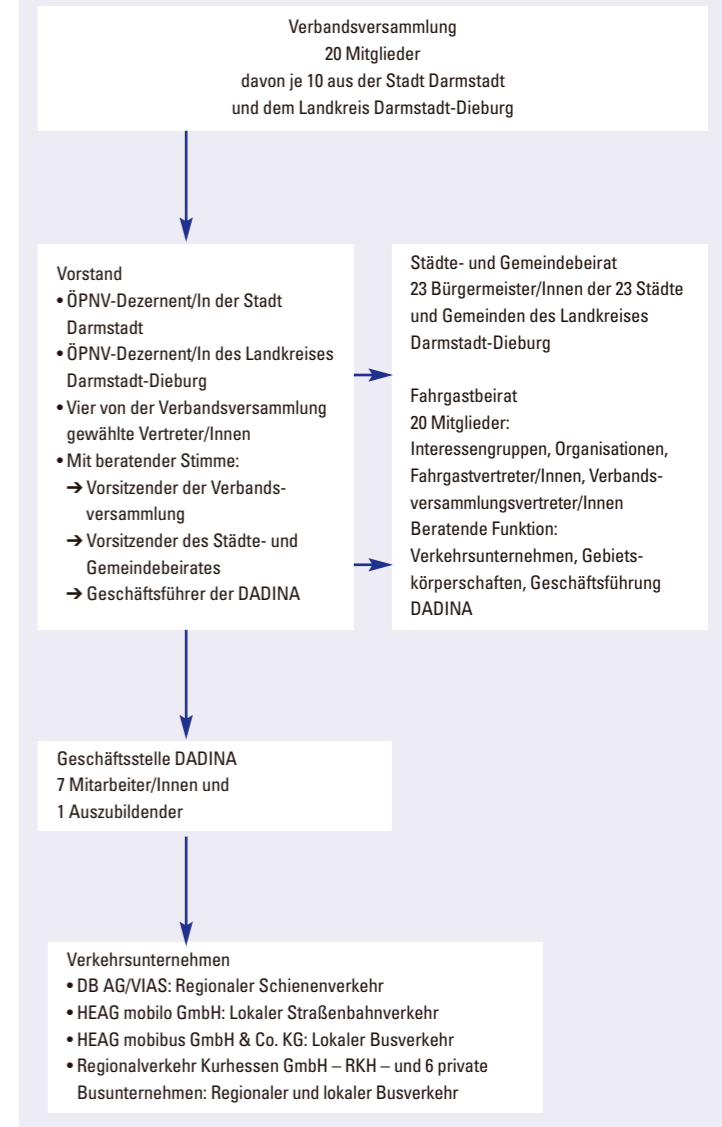 Verbandsversammlung
20 Mitglieder
davon je 10 aus der Stadt Darmstadt
und dem Landkreis Darmstadt-Dieburg
Vorstand
• ÖPNV-Dezernent/In der Stadt
Darmstadt
• ÖPNV-Dezernent/In des Landkreises
Darmstadt-Dieburg
• Vier von der Verbandsversammlung
gewählte Vertreter/Innen
• Mit beratender Stimme:
➔ Vorsitzender der Verbands-
versammlung
➔ Vorsitzender des Städte- und
Gemeindebeirates
➔ Geschäftsführer der DADINA
Städte- und Gemeindebeirat
23 Bürgermeister/Innen der 23 Städte
und Gemeinden des Landkreises
Darmstadt-Dieburg
Fahrgastbeirat
20 Mitglieder:
Interessengruppen, Organisationen,
Fahrgastvertreter/Innen, Verbands-
versammlungsvertreter/Innen
Beratende Funktion:
Verkehrsunternehmen, Gebiets-
körperschaften, Geschäftsführung
DADINA
Geschäftsstelle DADINA
7 Mitarbeiter/Innen und
1 Auszubildender
Verkehrsunternehmen
• DB AG/VIAS: Regionaler Schienenverkehr
• HEAG mobilo GmbH: Lokaler Straßenbahnverkehr
• HEAG mobibus GmbH & Co. KG: Lokaler Busverkehr
• Regionalverkehr Kurhessen GmbH – RKH – und 6 private
Busunternehmen: Regionaler und lokaler Busverkehr